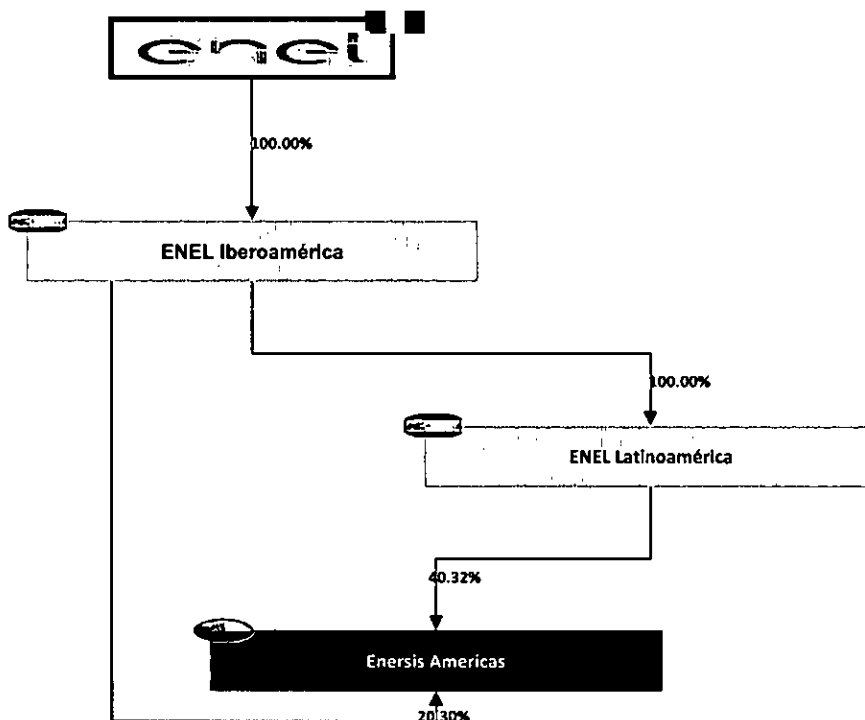 enel
100.00%
ENEL Iberoamérica
100.00%
ENEL Latinoamérica
40.32%
Enersis Americas
20.30%